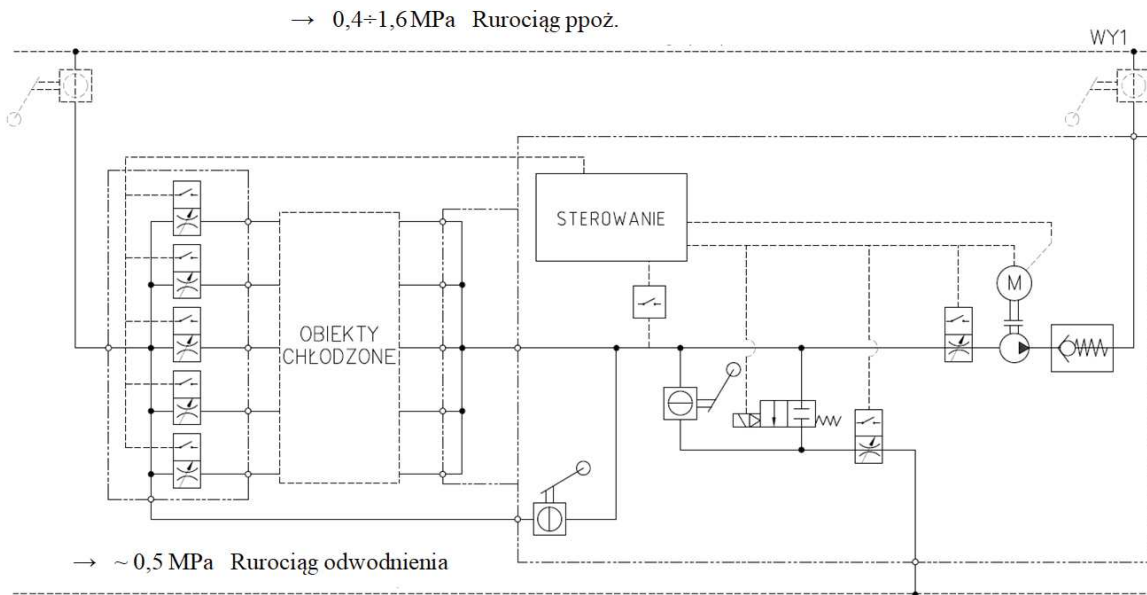 → 0,4÷1,6 MPa Rurociąg ppoż.
WY1
STEROWANIE
M
OBIEKTY
CHŁODZONE
→ ~ 0,5 MPa Rurociąg odwodnienia